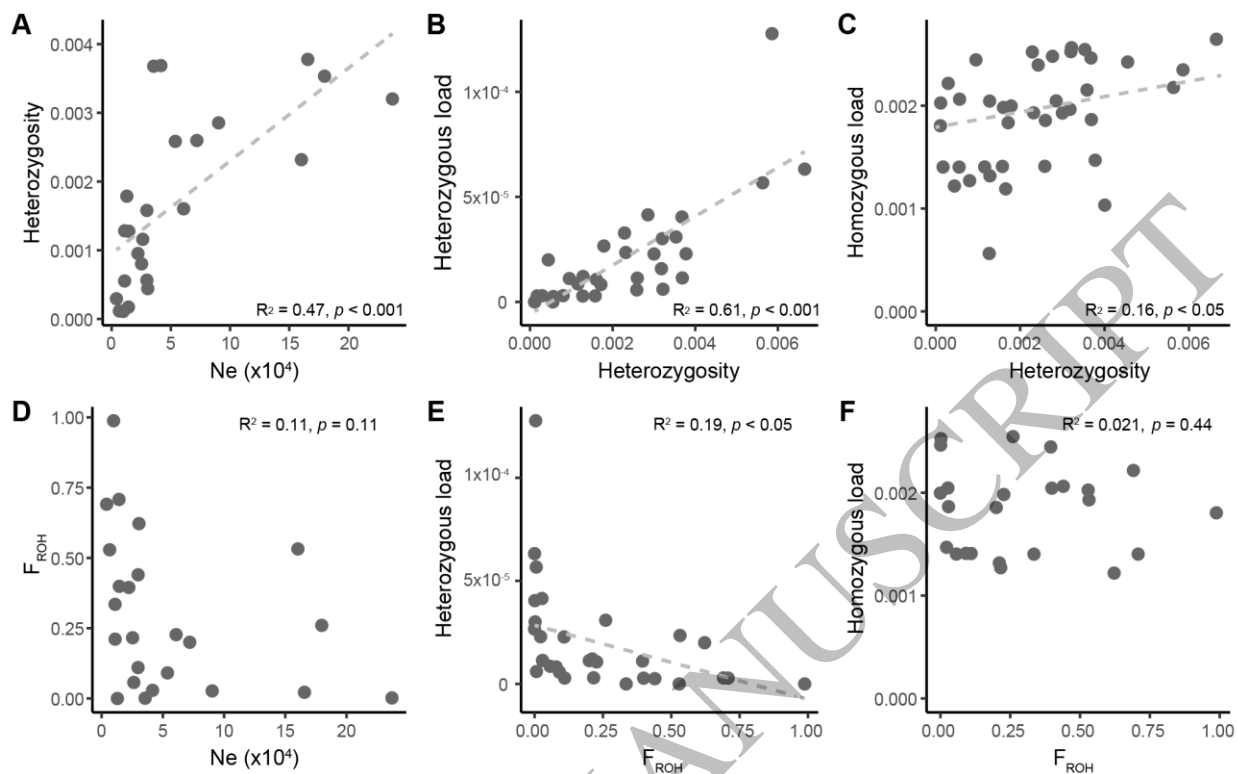 A
Heterozygosity
0.004
0.003
0.002
0.001
0.000
R² = 0.47, p < 0.001
0 5 10 15 20
Ne (x10⁴)
B
Heterozygous load
1x10⁻⁴
5x10⁻⁵
0
R² = 0.61, p < 0.001
0.000 0.002 0.004 0.006
Heterozygosity
C
Homozygous load
0.002
0.001
0.000
R² = 0.16, p < 0.05
0.000 0.002 0.004 0.006
Heterozygosity
D
F_ROH
1.00
0.75
0.50
0.25
0.00
R² = 0.11, p = 0.11
0 5 10 15 20
Ne (x10⁴)
E
Heterozygous load
1x10⁻⁴
5x10⁻⁵
0
R² = 0.19, p < 0.05
0.00 0.25 0.50 0.75 1.00
F_ROH
F
Homozygous load
0.002
0.001
0.000
R² = 0.021, p = 0.44
0.00 0.25 0.50 0.75 1.00
F_ROH
ANUSCRIPT